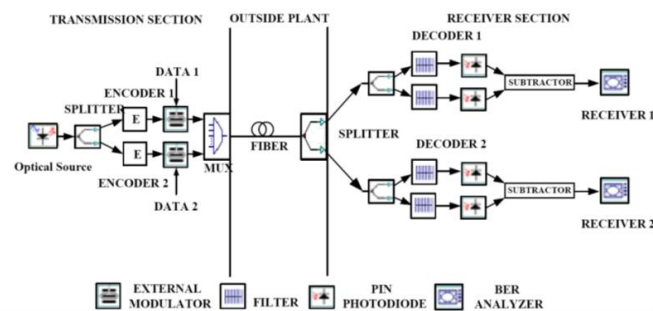 TRANSMISSION SECTION
OUTSIDE PLANT
RECEIVER SECTION
DECODER 1
DATA 1
ENCODER 1
SPLITTER
E
SUBTRACTOR
RECEIVER 1
Optical Source
E
MUX
FIBER
SPLITTER
DECODER 2
ENCODER 2
DATA 2
SUBTRACTOR
RECEIVER 2
EXTERNAL
MODULATOR
FILTER
PIN
PHOTODIODE
BER
ANALYZER